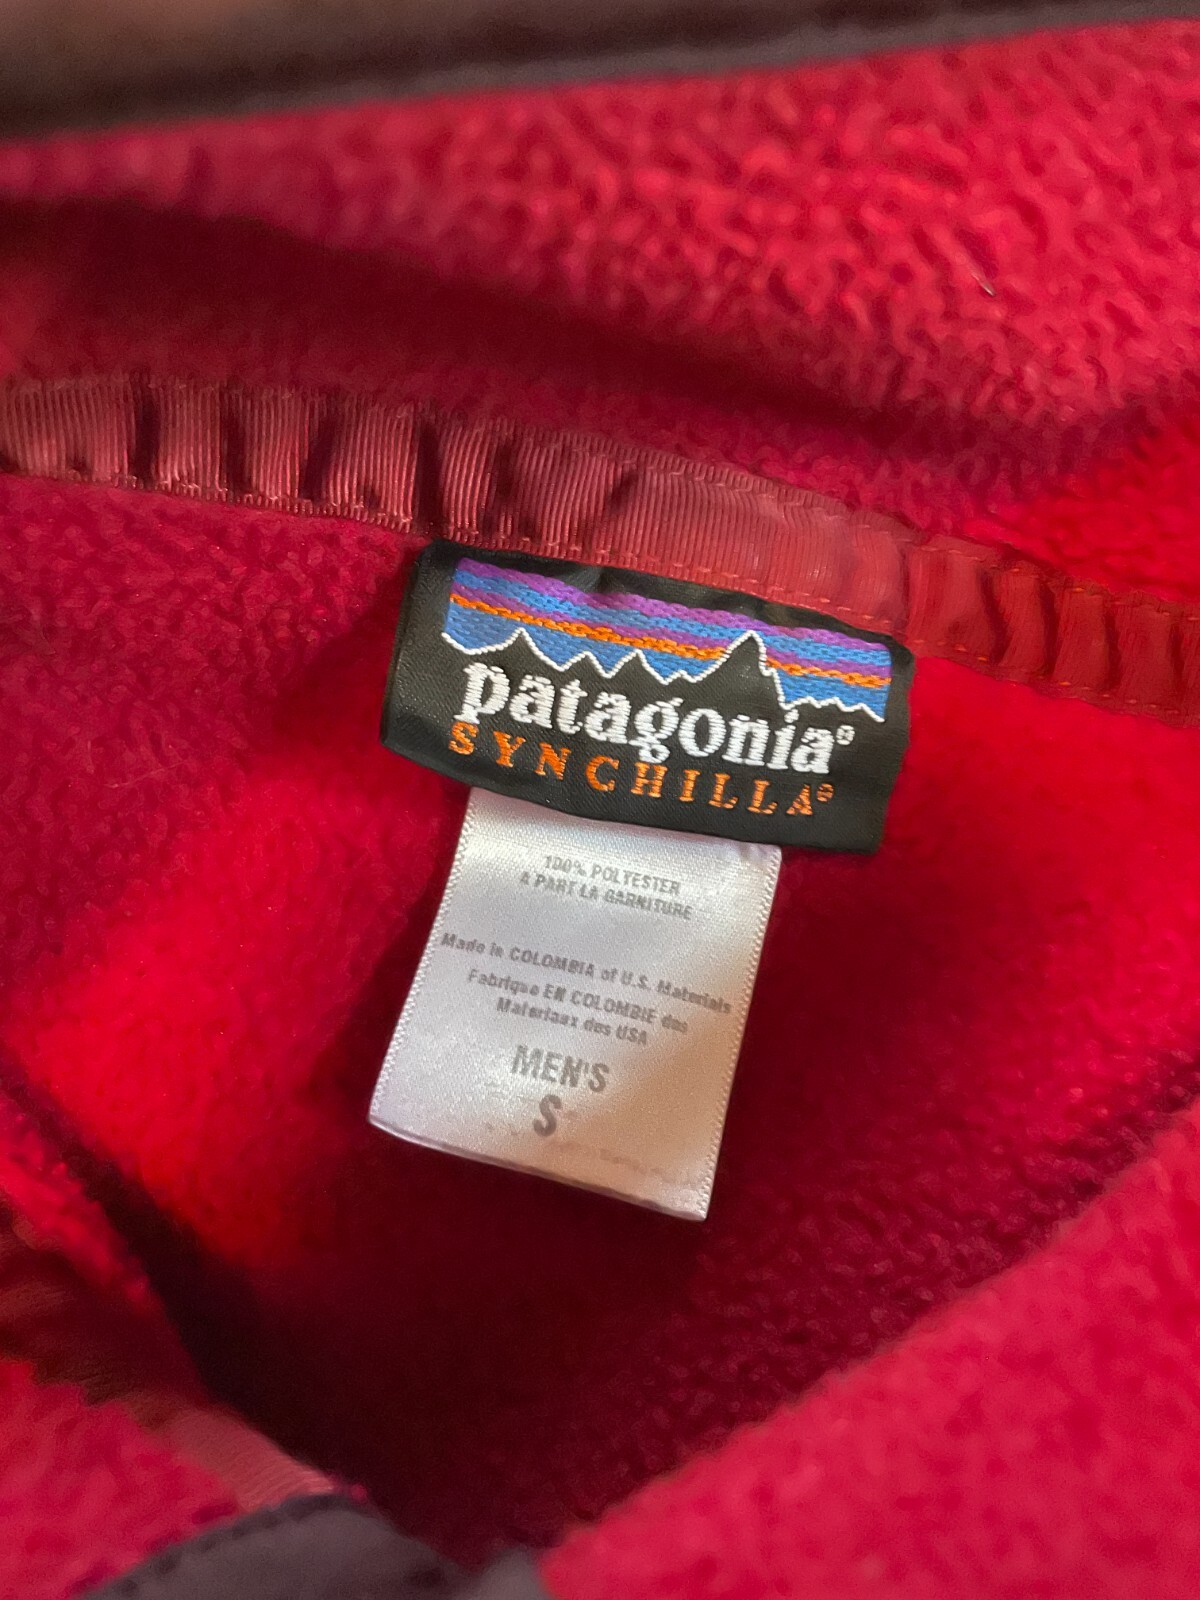 patagonia®
SYNCHILLA®
100% POLYESTER
A PART LA GARNITURE
Made in COLOMBIA of U.S. Materials
Fabrique EN COLOMBIE des
Materiaux des USA
MEN'S
S